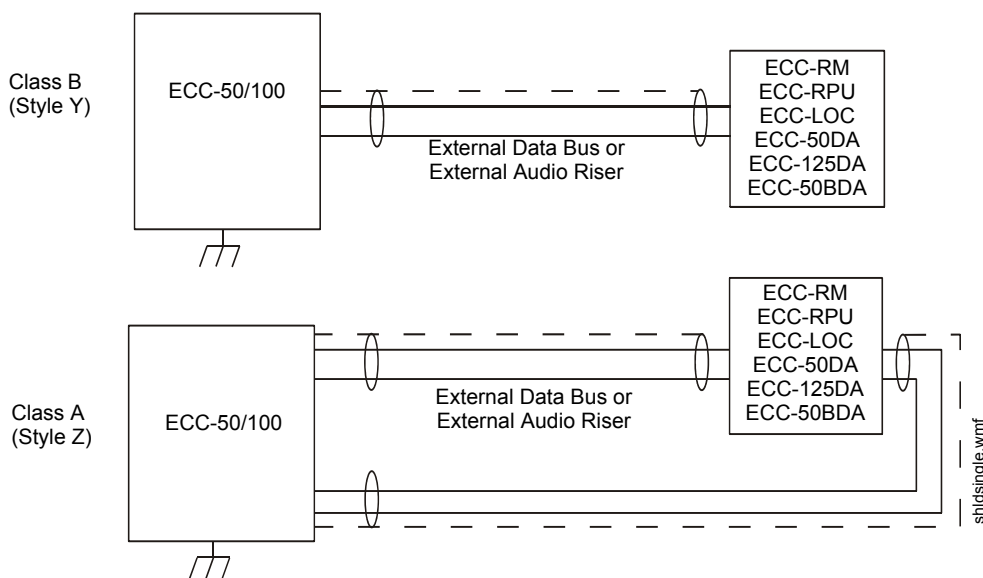 Class B
(Style Y)
ECC-50/100
External Data Bus or
External Audio Riser
ECC-RM
ECC-RPU
ECC-LOC
ECC-50DA
ECC-125DA
ECC-50BDA
Class A
(Style Z)
ECC-50/100
External Data Bus or
External Audio Riser
ECC-RM
ECC-RPU
ECC-LOC
ECC-50DA
ECC-125DA
ECC-50BDA
shldsingle.wmf